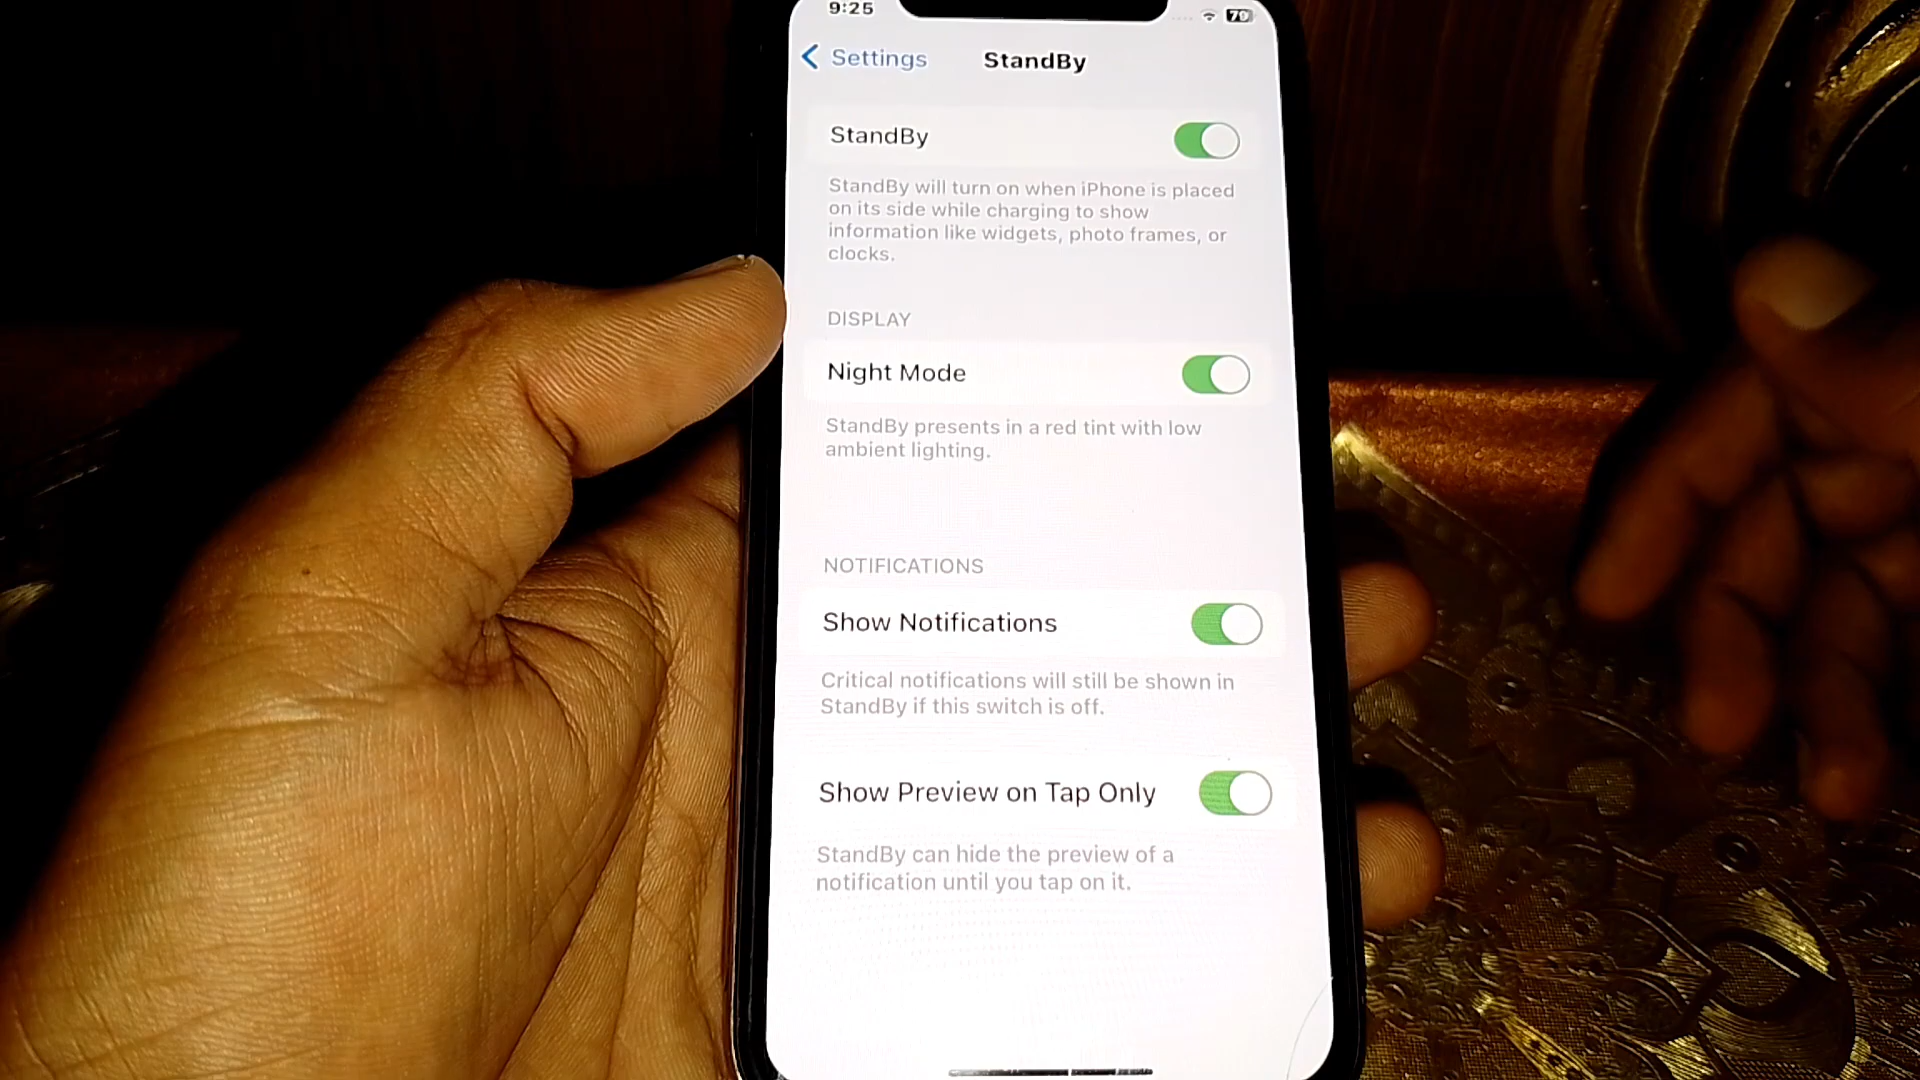 9:25
79
Settings
StandBy
StandBy
StandBy will turn on when iPhone is placed
on its side while charging to show
information like widgets, photo frames, or
clocks.
DISPLAY
Night Mode
StandBy presents in a red tint with low
ambient lighting.
NOTIFICATIONS
Show Notifications
Critical notifications will still be shown in
StandBy if this switch is off.
Show Preview on Tap Only
StandBy can hide the preview of a
notification until you tap on it.